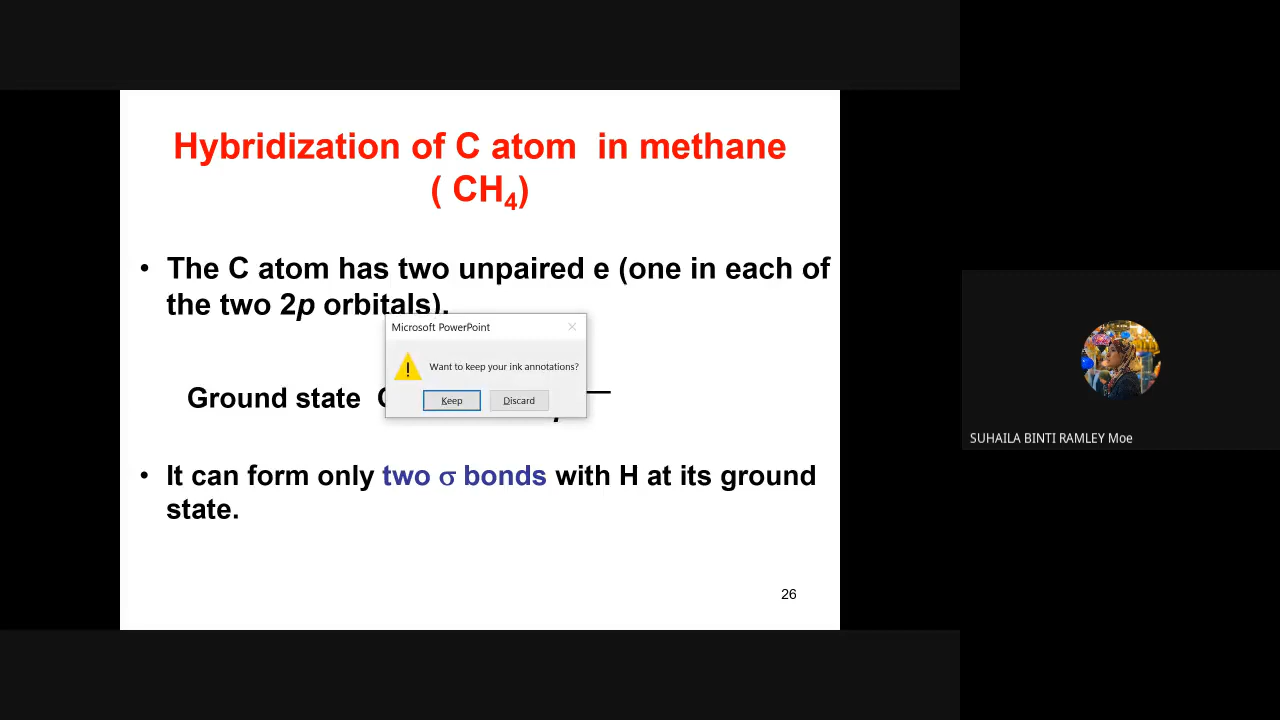 Hybridization of C atom in methane
( CH₄)
• The C atom has two unpaired e (one in each of
the two 2p orbitals).
Microsoft PowerPoint
Want to keep your ink annotations?
Keep Discard
Ground state
• It can form only two σ bonds with H at its ground
state.
26
SUHAILA BINTI RAMLEY Moe